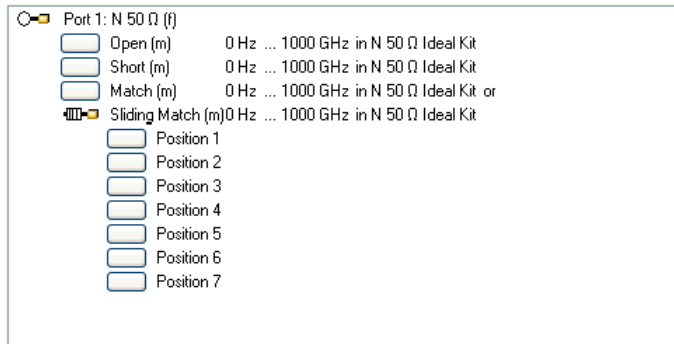 Port 1: N 50 Ω (f)
Open (m) 0 Hz ... 1000 GHz in N 50 Ω Ideal Kit
Short (m) 0 Hz ... 1000 GHz in N 50 Ω Ideal Kit
Match (m) 0 Hz ... 1000 GHz in N 50 Ω Ideal Kit or
Sliding Match (m)0 Hz ... 1000 GHz in N 50 Ω Ideal Kit
Position 1
Position 2
Position 3
Position 4
Position 5
Position 6
Position 7